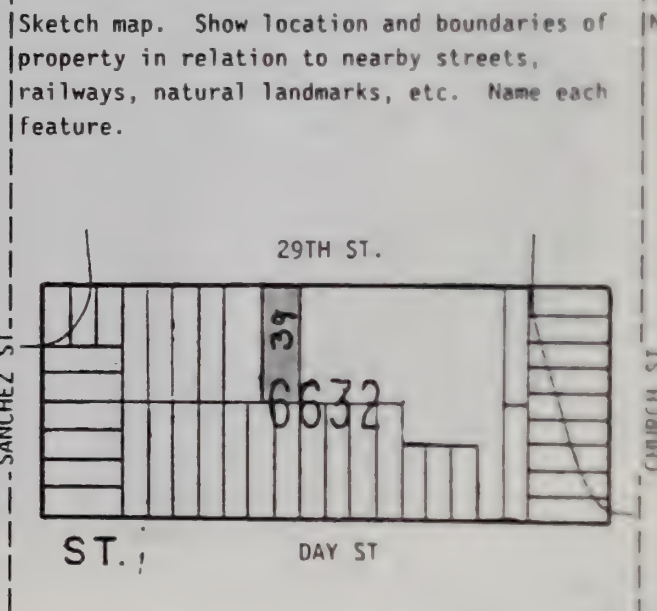 Sketch map. Show location and boundaries of
property in relation to nearby streets,
railways, natural landmarks, etc. Name each
feature.
29TH ST.
SANCHEZ ST.
39
6632
CHURCH ST
ST.
DAY ST